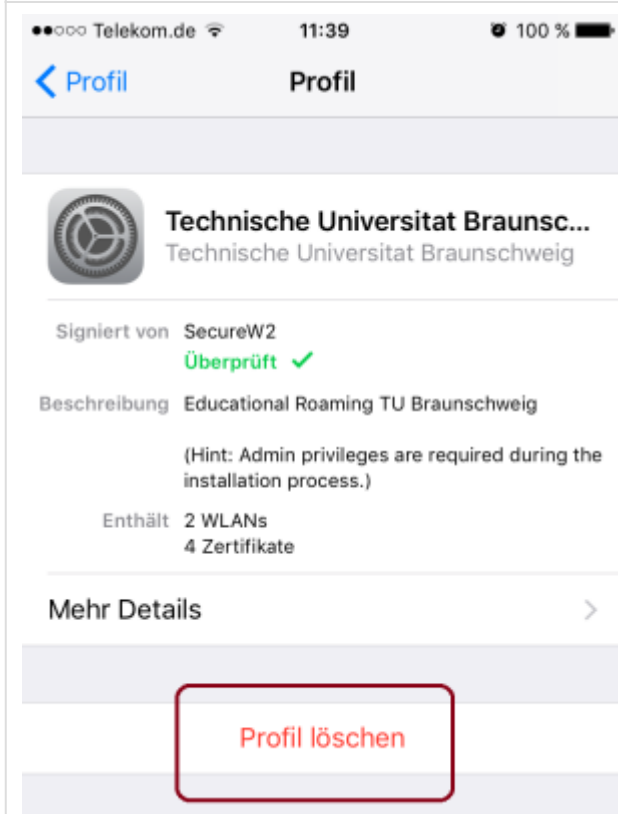 Telekom.de 11:39 100 %
Profil Profil
Technische Universitat Braunsc...
Technische Universitat Braunschweig
Signiert von SecureW2
Überprüft ✓
Beschreibung Educational Roaming TU Braunschweig
(Hint: Admin privileges are required during the
installation process.)
Enthält 2 WLANs
4 Zertifikate
Mehr Details
Profil löschen